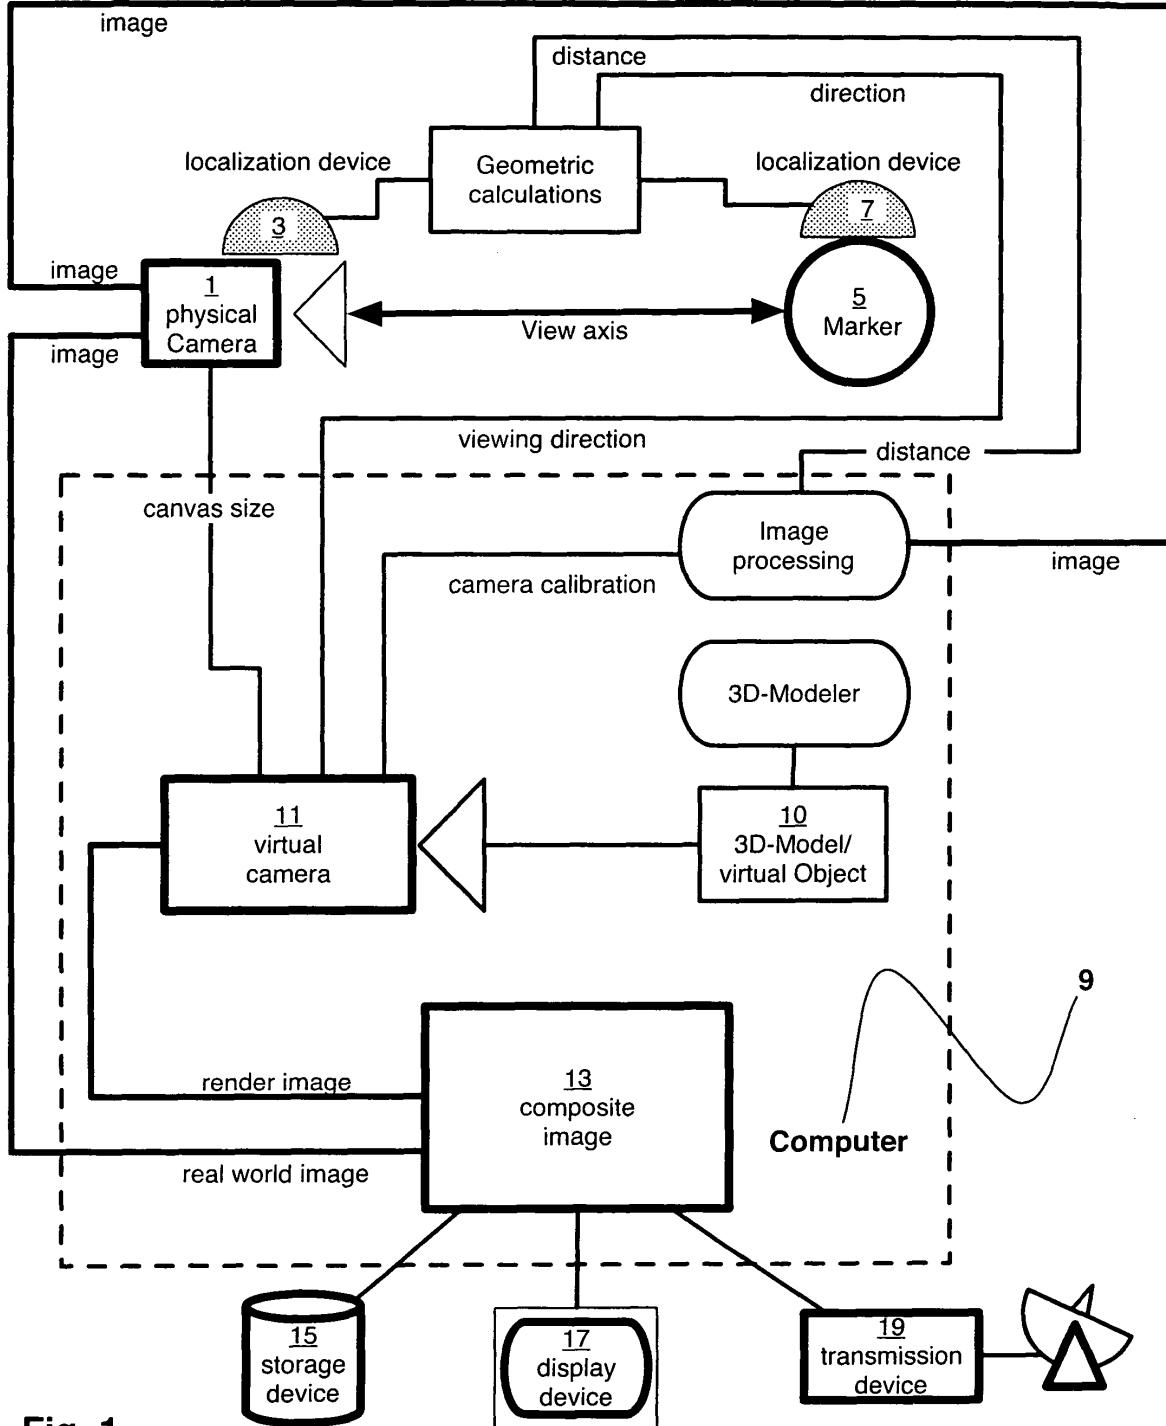 image
distance
direction
localization device
Geometric
calculations
localization device
3
7
image
1
physical
Camera
5
Marker
View axis
image
viewing direction
distance
canvas size
Image
processing
image
camera calibration
3D-Modeler
11
virtual
camera
10
3D-Model/
virtual Object
9
render image
13
composite
image
Computer
real world image
15
storage
device
17
display
device
19
transmission
device
Fig. 1